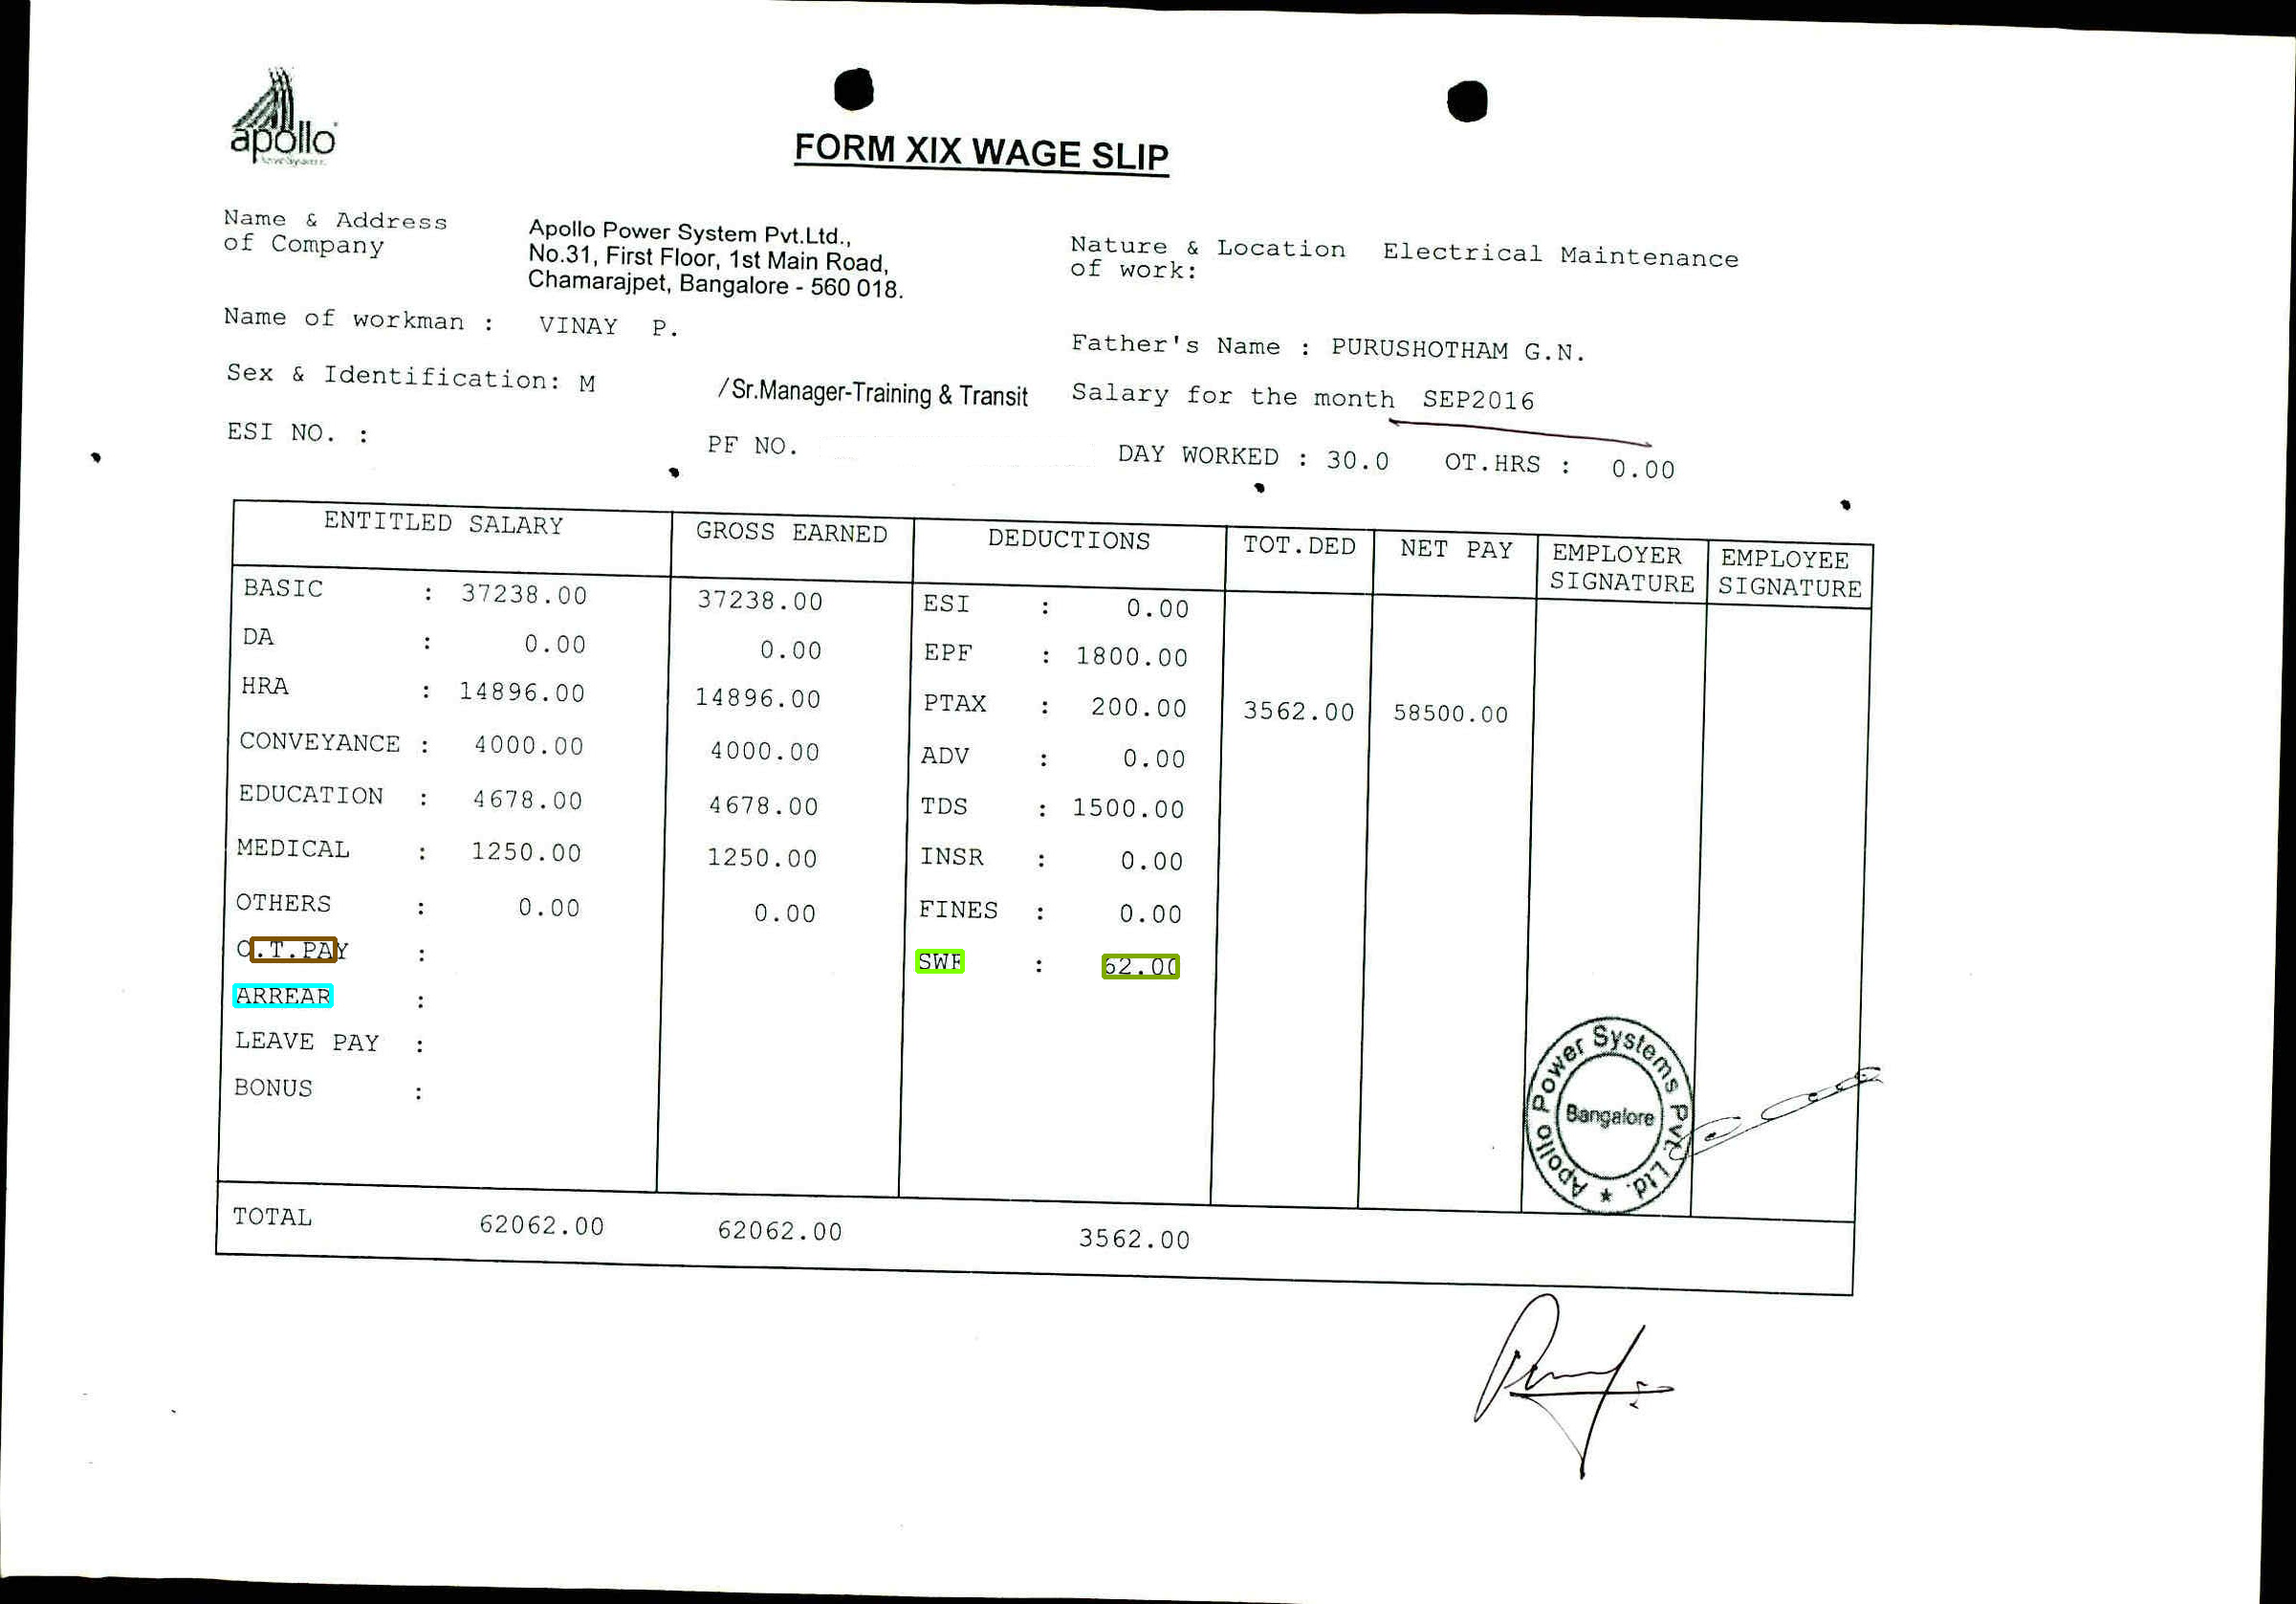 apollo
FORM XIX WAGE SLIP
Name & Address of Company
Apollo Power System Pvt.Ltd.,
No.31, First Floor, 1st Main Road,
Chamarajpet, Bangalore - 560 018.
Nature & Location of work: Electrical Maintenance
Name of workman : VINAY P.
Father's Name : PURUSHOTHAM G.N.
Sex & Identification: M /Sr.Manager-Training & Transit
Salary for the month SEP2016
ESI NO. : PF NO. DAY WORKED : 30.0 OT.HRS : 0.00
ENTITLED SALARY GROSS EARNED DEDUCTIONS TOT.DED NET PAY EMPLOYER SIGNATURE EMPLOYEE SIGNATURE
BASIC : 37238.00 37238.00 ESI : 0.00
DA : 0.00 0.00 EPF : 1800.00
HRA : 14896.00 14896.00 PTAX : 200.00 3562.00 58500.00
CONVEYANCE : 4000.00 4000.00 ADV : 0.00
EDUCATION : 4678.00 4678.00 TDS : 1500.00
MEDICAL : 1250.00 1250.00 INSR : 0.00
OTHERS : 0.00 0.00 FINES : 0.00
O.T.PAY : SWF : 62.00
ARREAR :
LEAVE PAY :
BONUS :
Apollo Power Systems Pvt. Ltd. ★
Bangalore
TOTAL 62062.00 62062.00 3562.00